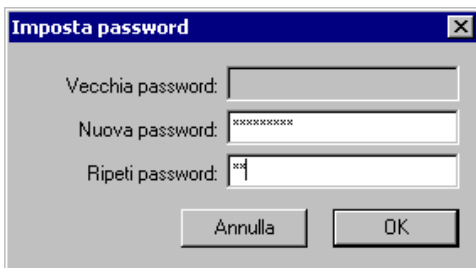 Imposta password
Vecchia password:
Nuova password: *********
Ripeti password: **
Annulla OK